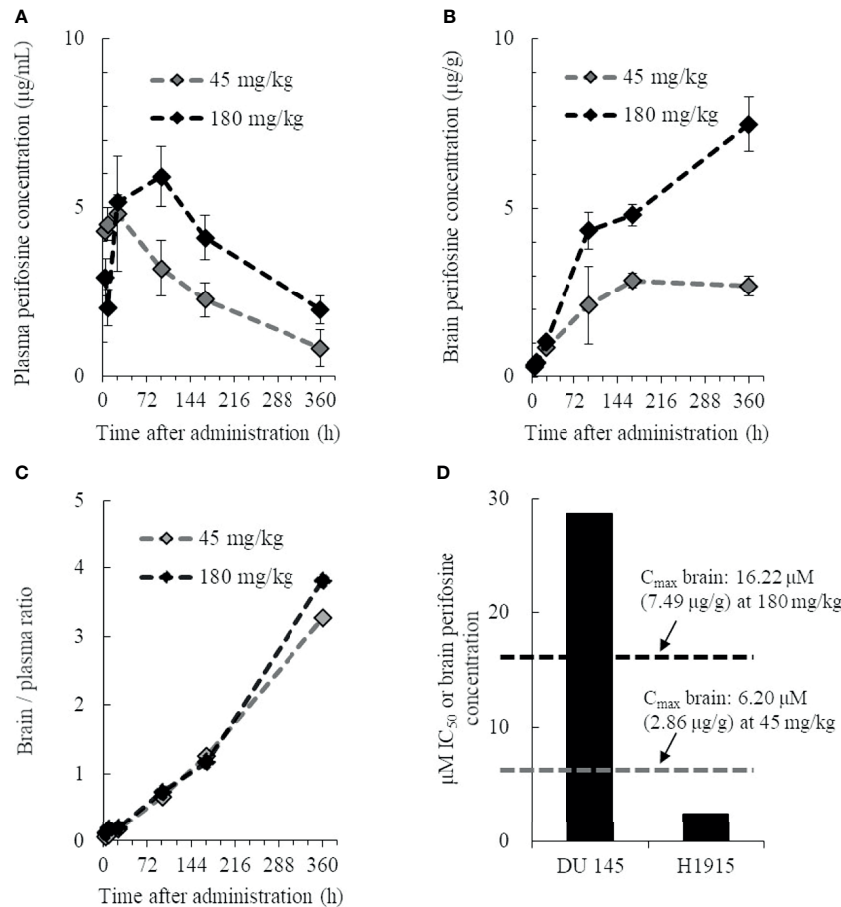 A
Plasma perifosine concentration (μg/mL)
10
5
0
45 mg/kg
180 mg/kg
0 72 144 216 288 360
Time after administration (h)
B
Brain perifosine concentration (μg/g)
10
5
0
45 mg/kg
180 mg/kg
0 72 144 216 288 360
Time after administration (h)
C
Brain / plasma ratio
5
4
3
2
1
0
45 mg/kg
180 mg/kg
0 72 144 216 288 360
Time after administration (h)
D
μM IC50 or brain perifosine
concentration
30
20
10
0
Cmax brain: 16.22 μM
(7.49 μg/g) at 180 mg/kg
Cmax brain: 6.20 μM
(2.86 μg/g) at 45 mg/kg
DU 145 H1915